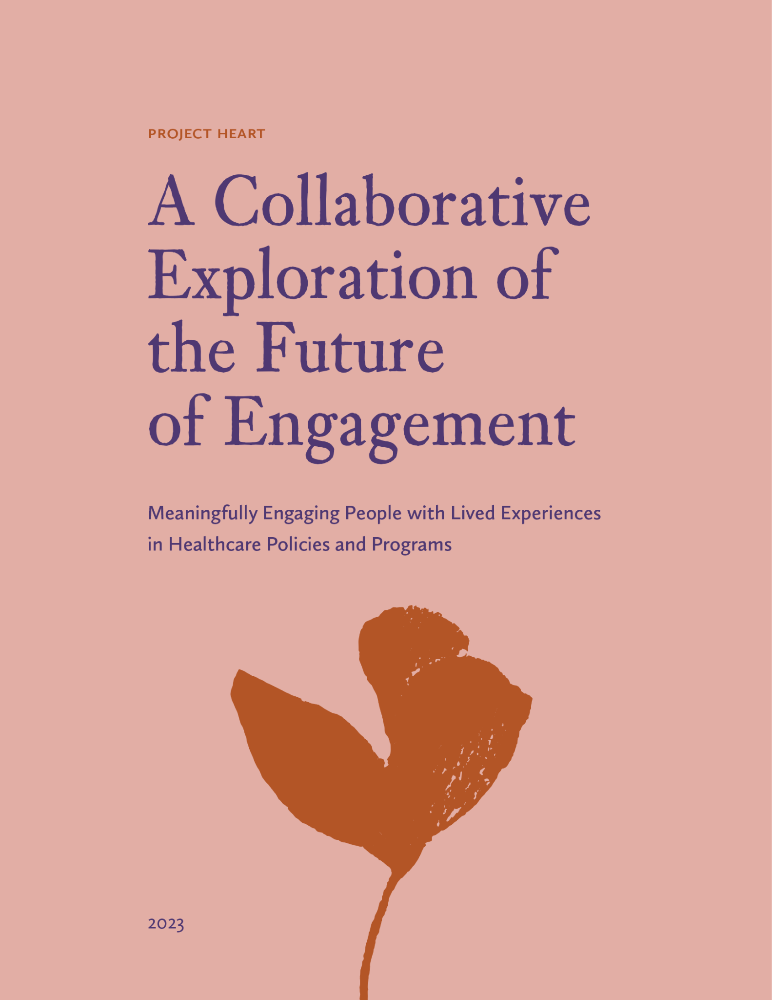 PROJECT HEART
A Collaborative
Exploration of
the Future
of Engagement
Meaningfully Engaging People with Lived Experiences
in Healthcare Policies and Programs
2023